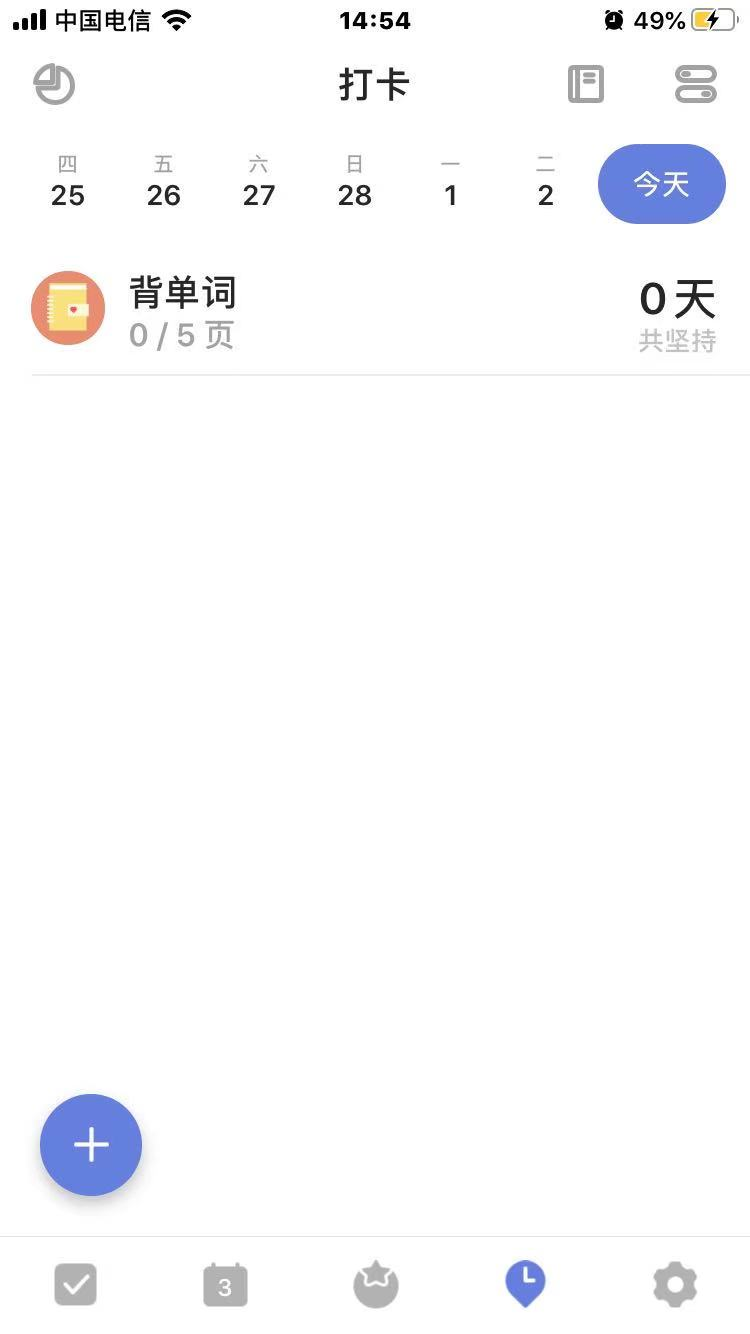 中国电信 14:54 49%
打卡
四 五 六 日 一 二
25 26 27 28 1 2 今天
背单词 0天
0 / 5 页 共坚持
3